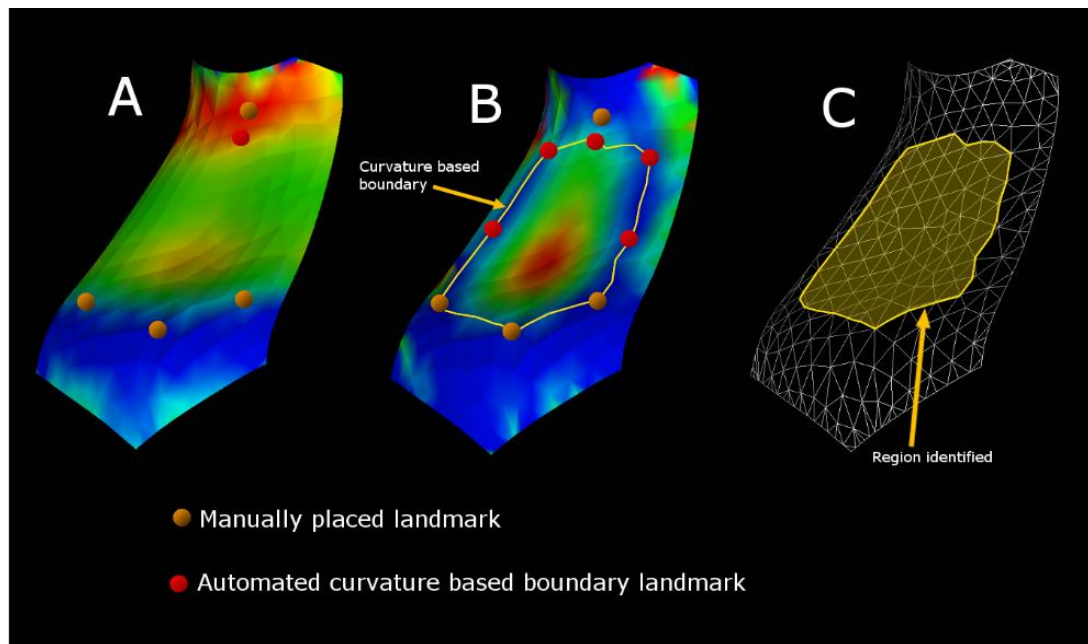 A
B
C
Curvature based
boundary
Region identified
Manually placed landmark
Automated curvature based boundary landmark